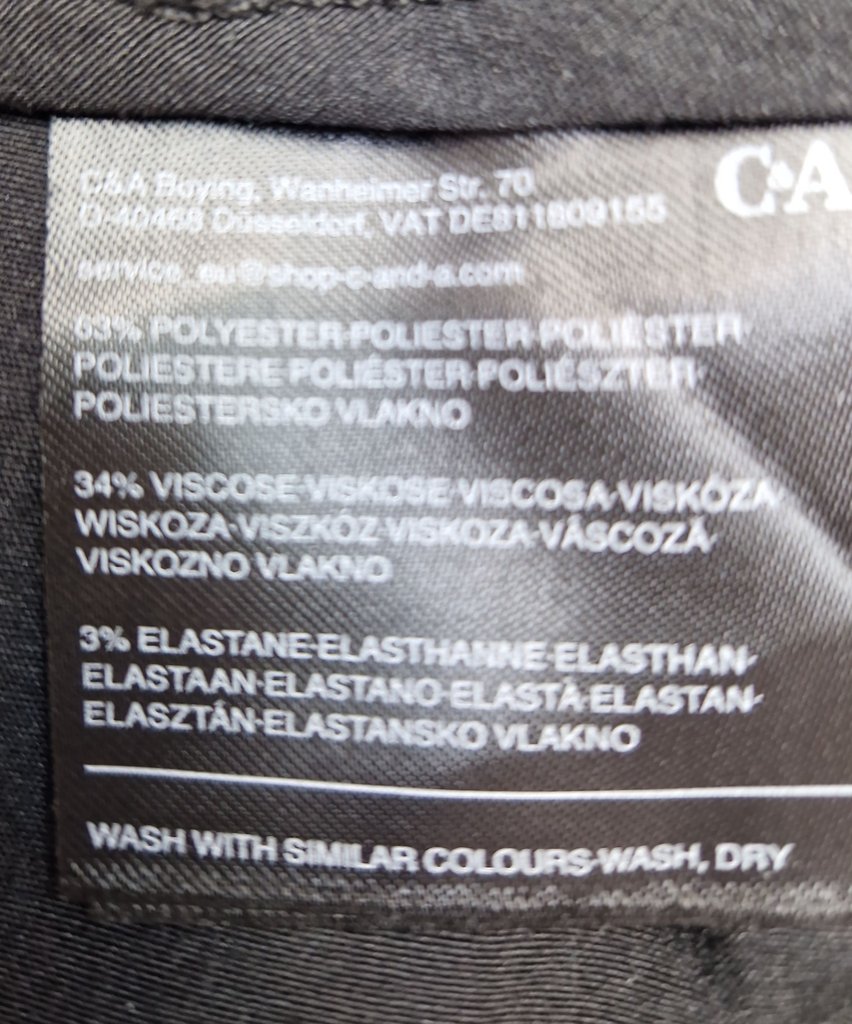 C&A
C&A Buying, Wanheimer Str. 70
D-40468 Düsseldorf, VAT DE811809155
service_eu@shop-c-and-a.com
63% POLYESTER·POLIESTER·POLIÉSTER·
POLIESTERE·POLIÉSTER·POLIÉSZTER·
POLIESTERSKO VLAKNO
34% VISCOSE·VISKOSE·VISCOSA·VISKÓZA·
WISKOZA·VISZKÓZ·VISKOZA·VÂSCOZĂ·
VISKOZNO VLAKNO
3% ELASTANE·ELASTHANNE·ELASTHAN·
ELASTAAN·ELASTANO·ELASTÀ·ELASTAN·
ELASZTÁN·ELASTANSKO VLAKNO
WASH WITH SIMILAR COLOURS·WASH, DRY